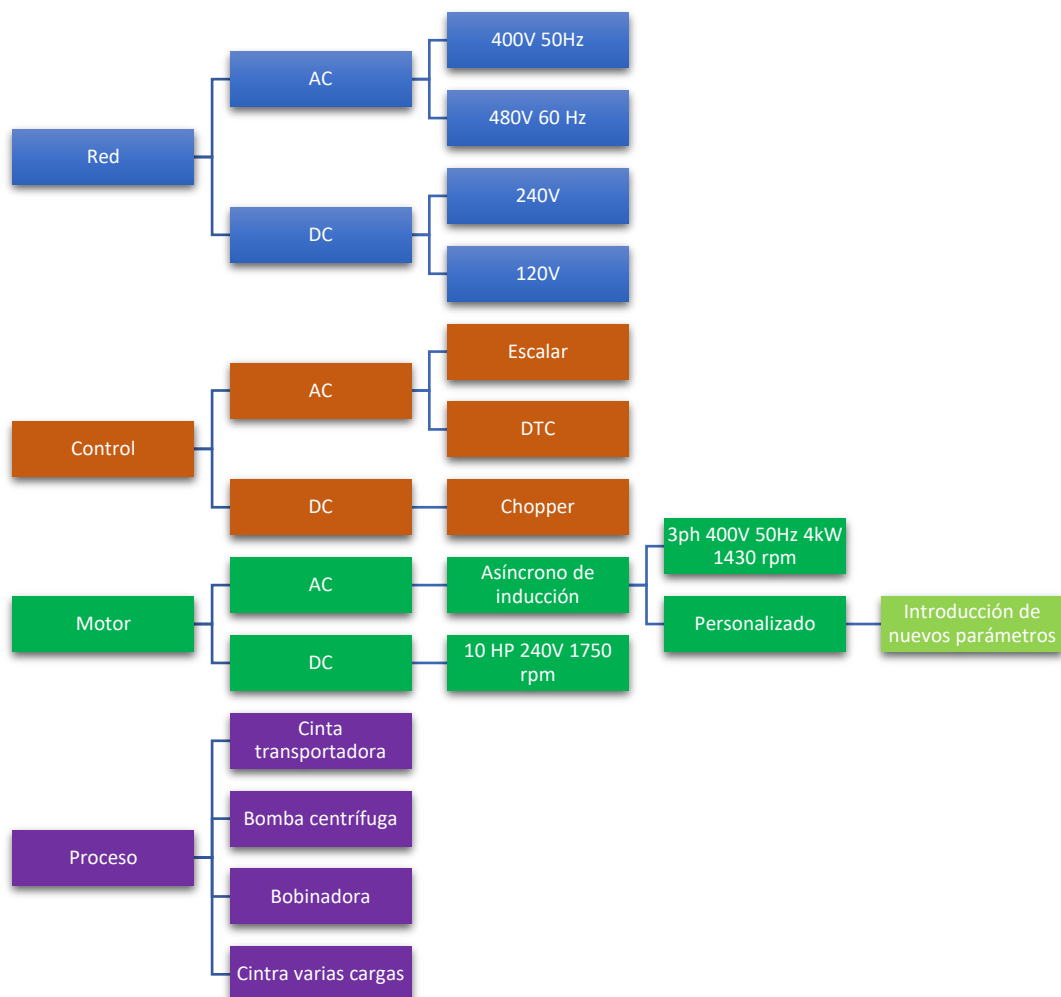 Red
AC
400V 50Hz
480V 60 Hz
DC
240V
120V
Control
AC
Escalar
DTC
DC
Chopper
Motor
AC
Asíncrono de
inducción
3ph 400V 50Hz 4kW
1430 rpm
Personalizado
Introducción de
nuevos parámetros
DC
10 HP 240V 1750
rpm
Proceso
Cinta
transportadora
Bomba centrífuga
Bobinadora
Cintra varias cargas